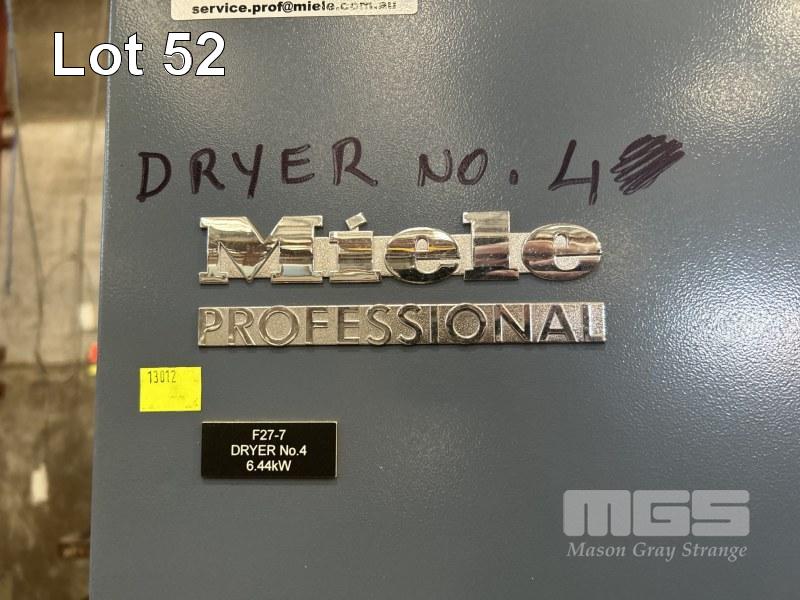 service.prof@miele.com.au
Lot 52
DRYER NO. 4
Miele
PROFESSIONAL
13012
F27-7
DRYER No.4
6.44kW
MGS
Mason Gray Strange